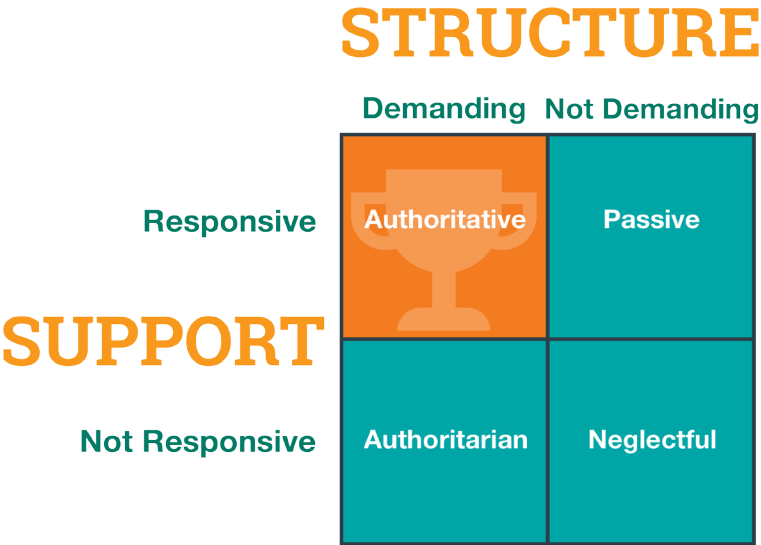 STRUCTURE
Demanding Not Demanding
Responsive Authoritative Passive
SUPPORT
Not Responsive Authoritarian Neglectful